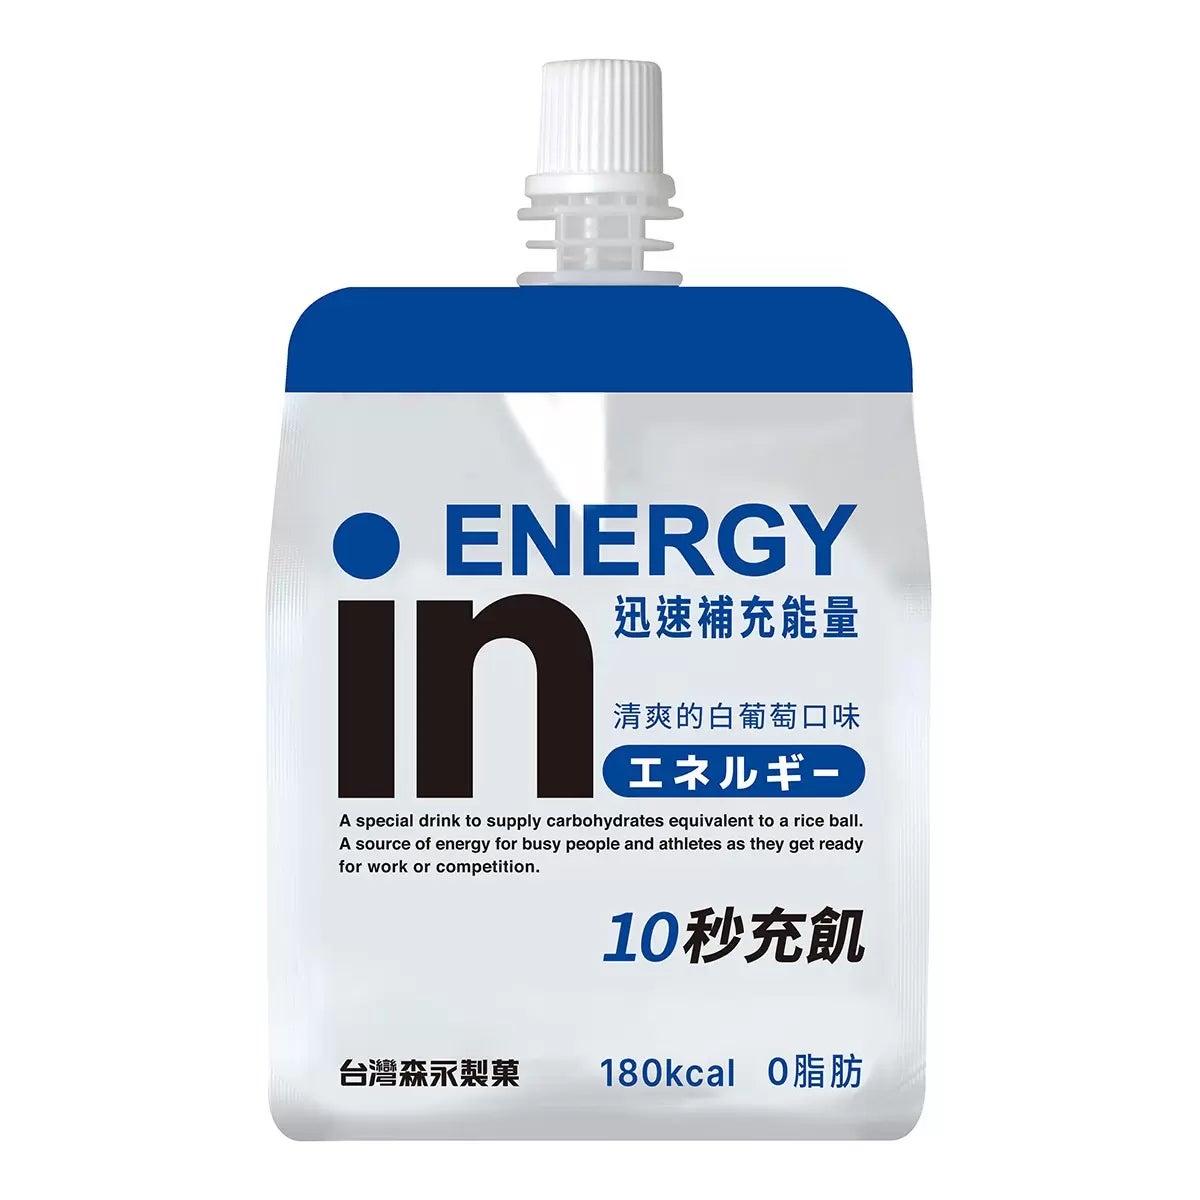 ENERGY
in
迅速補充能量
清爽的白葡萄口味
エネルギー
A special drink to supply carbohydrates equivalent to a rice ball.
A source of energy for busy people and athletes as they get ready
for work or competition.
10秒充飢
台灣森永製菓
180kcal 0脂肪